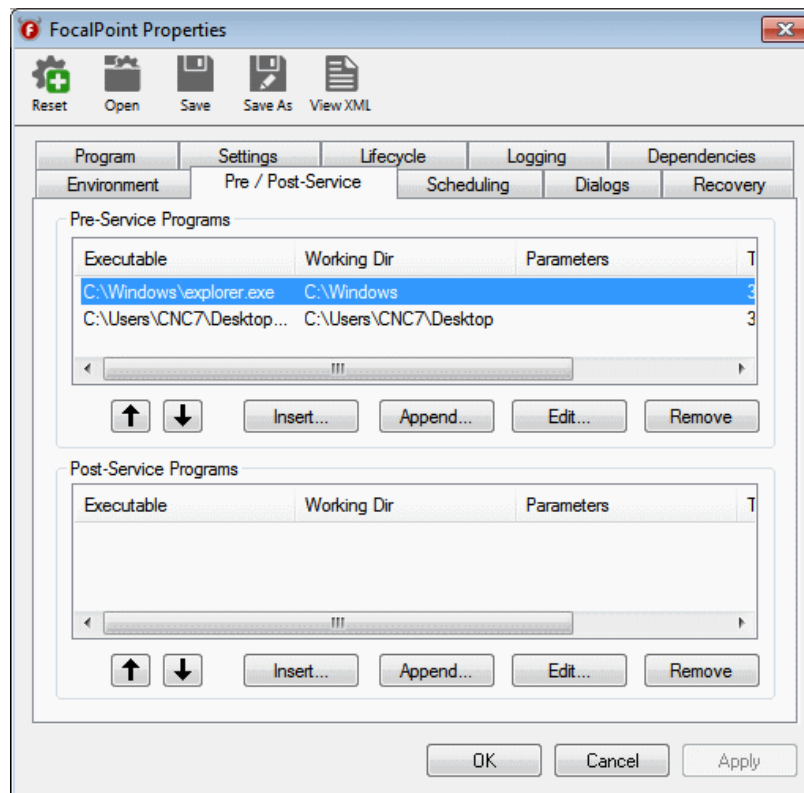 FocalPoint Properties
Reset Open Save Save As View XML
Program Settings Lifecycle Logging Dependencies
Environment Pre / Post-Service Scheduling Dialogs Recovery
Pre-Service Programs
Executable Working Dir Parameters T
C:\Windows\explorer.exe C:\Windows 3
C:\Users\CNC7\Desktop... C:\Users\CNC7\Desktop 3
Insert... Append... Edit... Remove
Post-Service Programs
Executable Working Dir Parameters T
Insert... Append... Edit... Remove
OK Cancel Apply